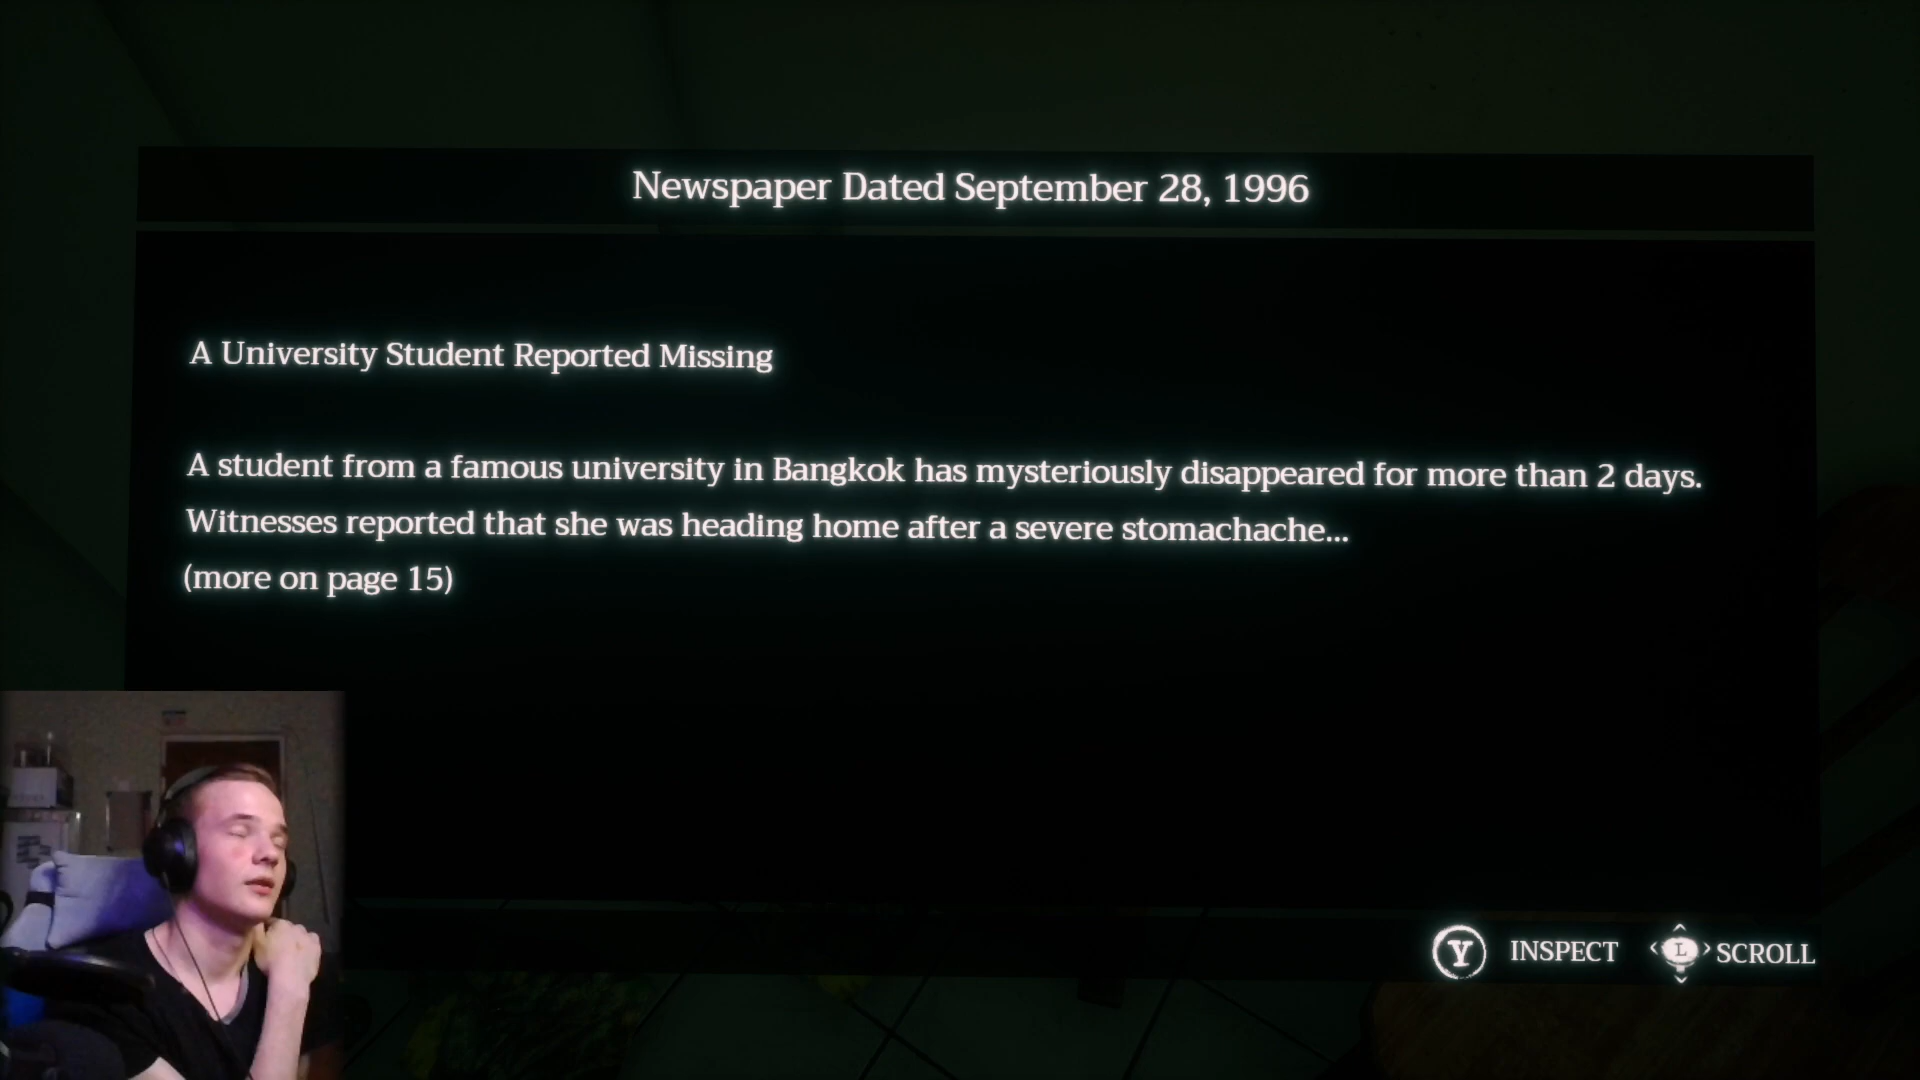 Newspaper Dated September 28, 1996
A University Student Reported Missing
A student from a famous university in Bangkok has mysteriously disappeared for more than 2 days.
Witnesses reported that she was heading home after a severe stomachache...
(more on page 15)
Y INSPECT L SCROLL